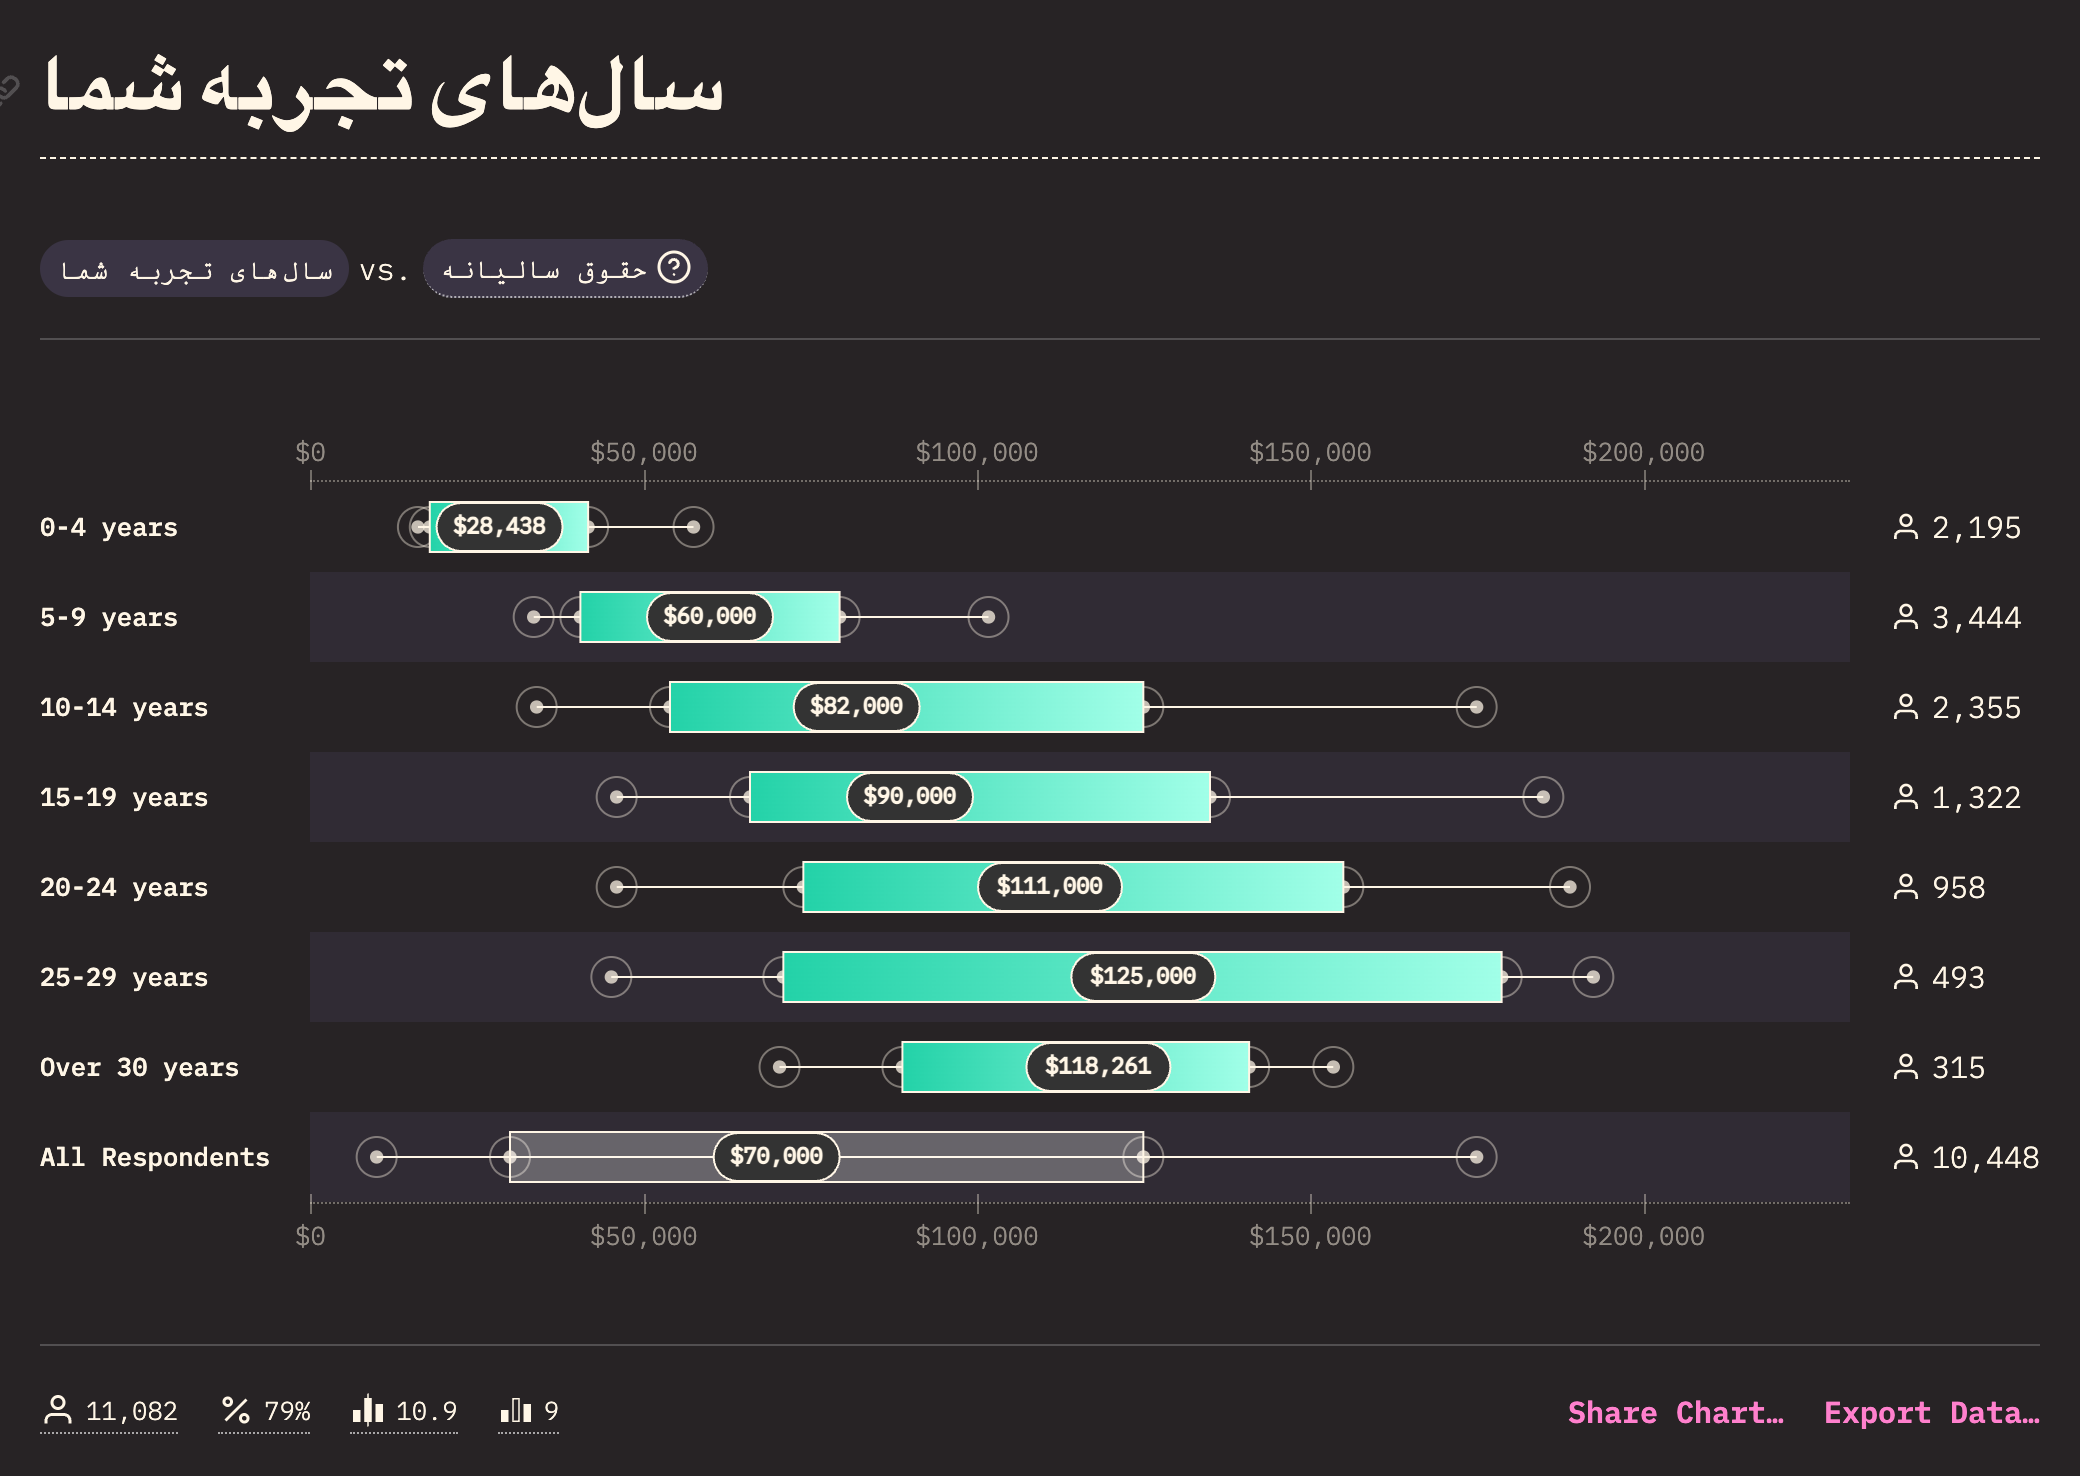 سال‌های تجربه شما
سال‌های تجربه شما vs. حقوق سالیانه
$0 $50,000 $100,000 $150,000 $200,000
0-4 years $28,438 2,195
5-9 years $60,000 3,444
10-14 years $82,000 2,355
15-19 years $90,000 1,322
20-24 years $111,000 958
25-29 years $125,000 493
Over 30 years $118,261 315
All Respondents $70,000 10,448
$0 $50,000 $100,000 $150,000 $200,000
11,082 79% 10.9 9 Share Chart… Export Data…